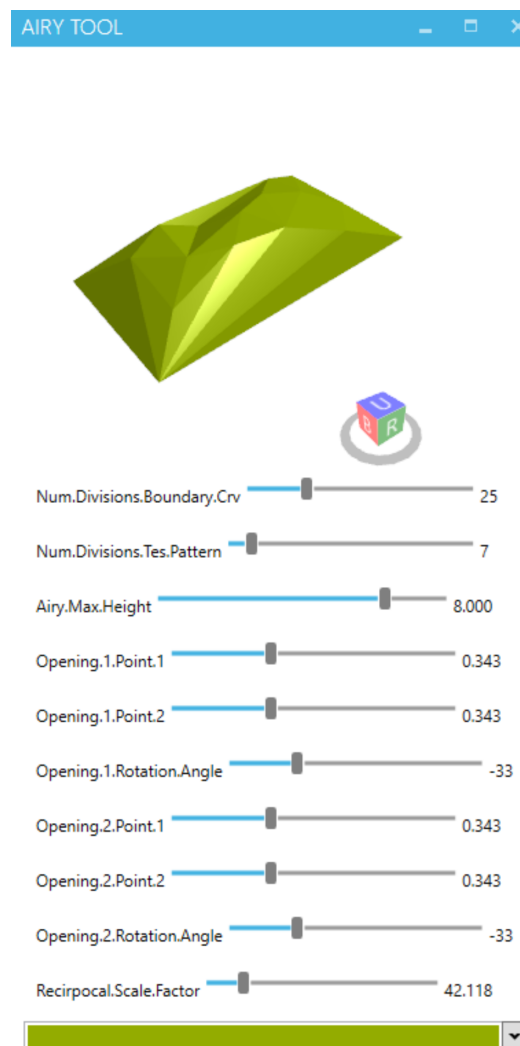 AIRY TOOL
U
B R
Num.Divisions.Boundary.Crv 25
Num.Divisions.Tes.Pattern 7
Airy.Max.Height 8.000
Opening.1.Point.1 0.343
Opening.1.Point.2 0.343
Opening.1.Rotation.Angle -33
Opening.2.Point.1 0.343
Opening.2.Point.2 0.343
Opening.2.Rotation.Angle -33
Recirpocal.Scale.Factor 42.118